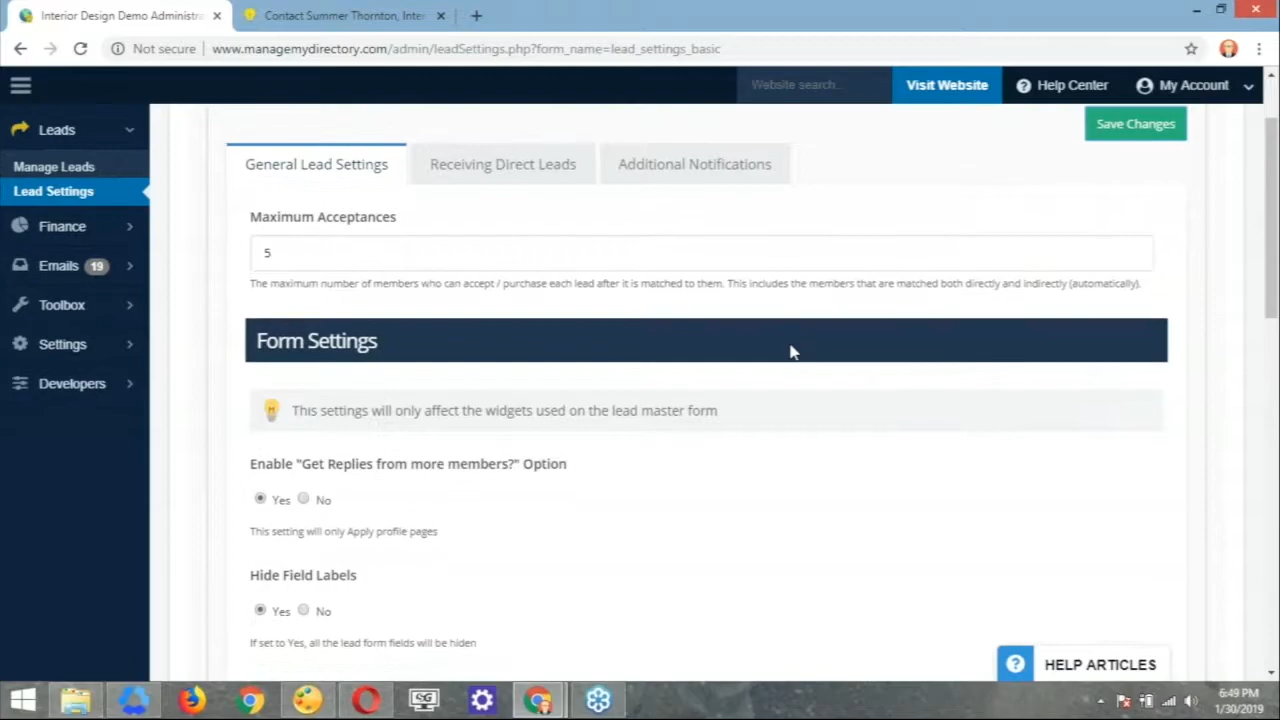 Interior Design Demo Administra
Contact Summer Thornton, Inter
Not secure
www.managemydirectory.com/admin/leadSettings.php?form_name=lead_settings_basic
Website search...
Visit Website
Help Center
My Account
Leads
Manage Leads
Lead Settings
Finance
Emails 19
Toolbox
Settings
Developers
Save Changes
General Lead Settings
Receiving Direct Leads
Additional Notifications
Maximum Acceptances
5
The maximum number of members who can accept / purchase each lead after it is matched to them. This includes the members that are matched both directly and indirectly (automatically).
Form Settings
This settings will only affect the widgets used on the lead master form
Enable "Get Replies from more members?" Option
Yes No
This setting will only Apply profile pages
Hide Field Labels
Yes No
If set to Yes, all the lead form fields will be hiden
? HELP ARTICLES
SG
6:49 PM
1/30/2019